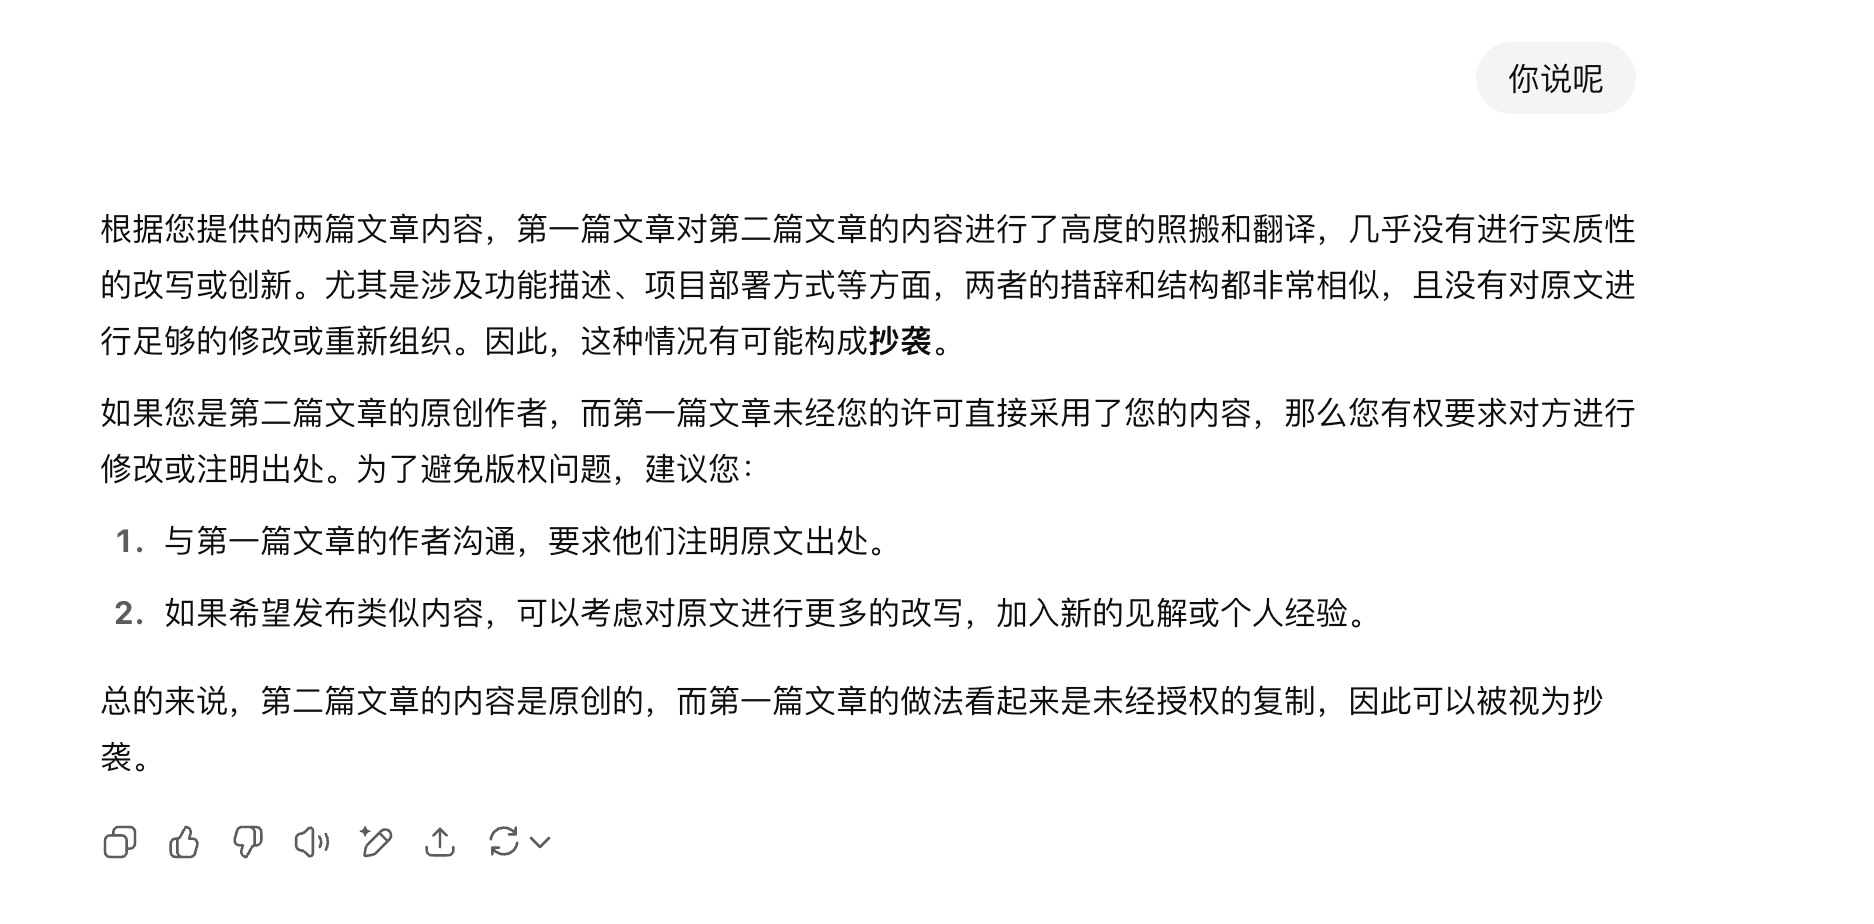 你说呢
根据您提供的两篇文章内容，第一篇文章对第二篇文章的内容进行了高度的照搬和翻译，几乎没有进行实质性
的改写或创新。尤其是涉及功能描述、项目部署方式等方面，两者的措辞和结构都非常相似，且没有对原文进
行足够的修改或重新组织。因此，这种情况有可能构成抄袭。
如果您是第二篇文章的原创作者，而第一篇文章未经您的许可直接采用了您的内容，那么您有权要求对方进行
修改或注明出处。为了避免版权问题，建议您：
1. 与第一篇文章的作者沟通，要求他们注明原文出处。
2. 如果希望发布类似内容，可以考虑对原文进行更多的改写，加入新的见解或个人经验。
总的来说，第二篇文章的内容是原创的，而第一篇文章的做法看起来是未经授权的复制，因此可以被视为抄
袭。